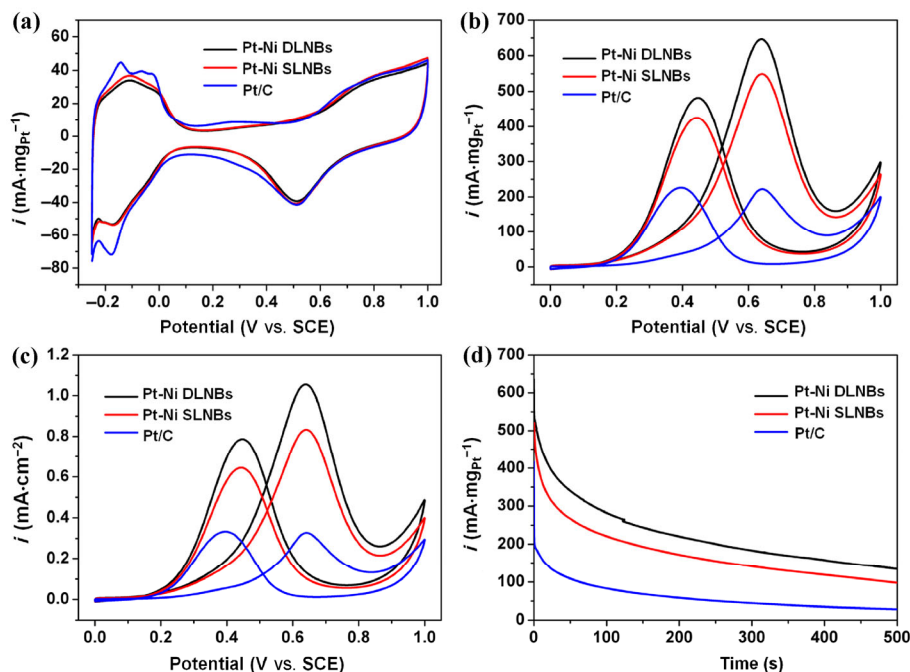 (a)
60
40
20
0
−20
−40
−60
−80
i (mA·mgPt⁻¹)
Pt-Ni DLNBs
Pt-Ni SLNBs
Pt/C
−0.2 0.0 0.2 0.4 0.6 0.8 1.0
Potential (V vs. SCE)
(b)
700
600
500
400
300
200
100
0
i (mA·mgPt⁻¹)
Pt-Ni DLNBs
Pt-Ni SLNBs
Pt/C
0.0 0.2 0.4 0.6 0.8 1.0
Potential (V vs. SCE)
(c)
1.2
1.0
0.8
0.6
0.4
0.2
0.0
i (mA·cm⁻²)
Pt-Ni DLNBs
Pt-Ni SLNBs
Pt/C
0.0 0.2 0.4 0.6 0.8 1.0
Potential (V vs. SCE)
(d)
700
600
500
400
300
200
100
0
i (mA·mgPt⁻¹)
Pt-Ni DLNBs
Pt-Ni SLNBs
Pt/C
0 100 200 300 400 500
Time (s)